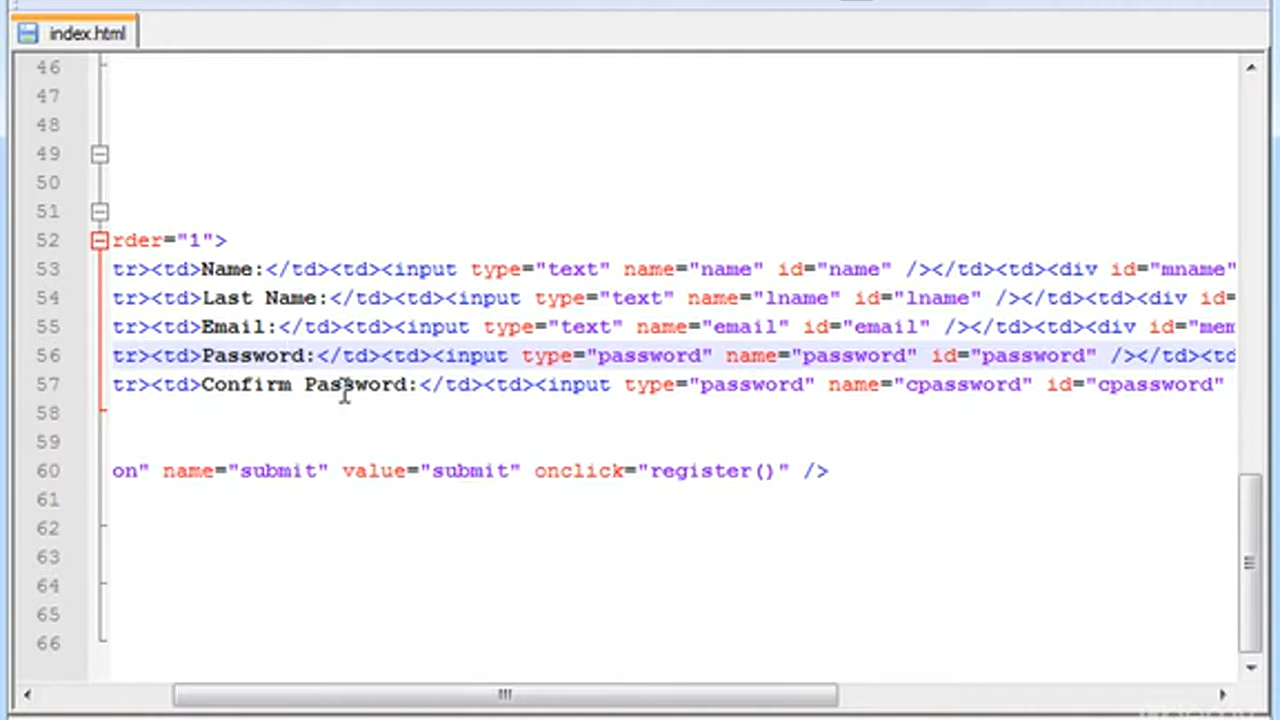 index.html
46
47
48
49
50
51
52 rder="1">
53 tr><td>Name:</td><td><input type="text" name="name" id="name" /></td><td><div id="mname"
54 tr><td>Last Name:</td><td><input type="text" name="lname" id="lname" /></td><td><div id=
55 tr><td>Email:</td><td><input type="text" name="email" id="email" /></td><td><div id="mem
56 tr><td>Password:</td><td><input type="password" name="password" id="password" /></td><td
57 tr><td>Confirm Password:</td><td><input type="password" name="cpassword" id="cpassword"
58
59
60 on" name="submit" value="submit" onclick="register()" />
61
62
63
64
65
66